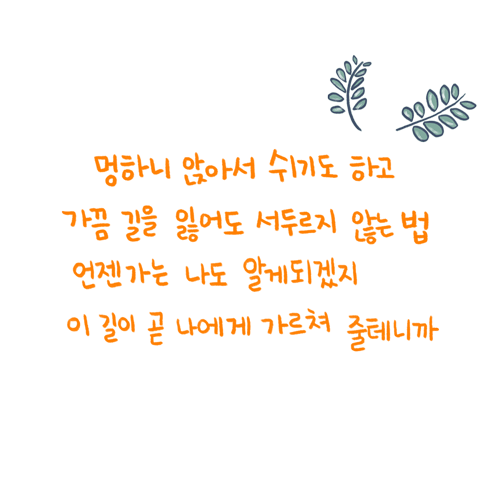 멍하니 앉아서 쉬기도 하고
가끔 길을 잃어도 서두르지 않는 법
언젠가는 나도 알게되겠지
이 길이 곧 나에게 가르쳐 줄테니까